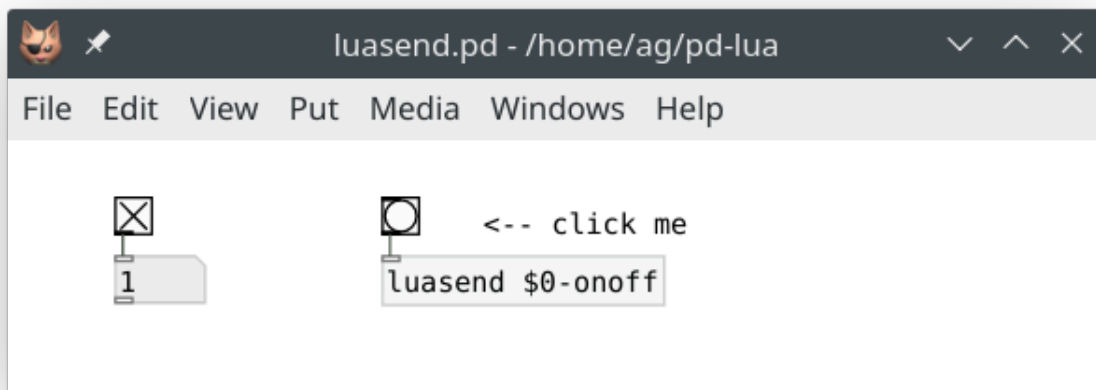 luasend.pd - /home/ag/pd-lua
File Edit View Put Media Windows Help
<-- click me
1
luasend $0-onoff